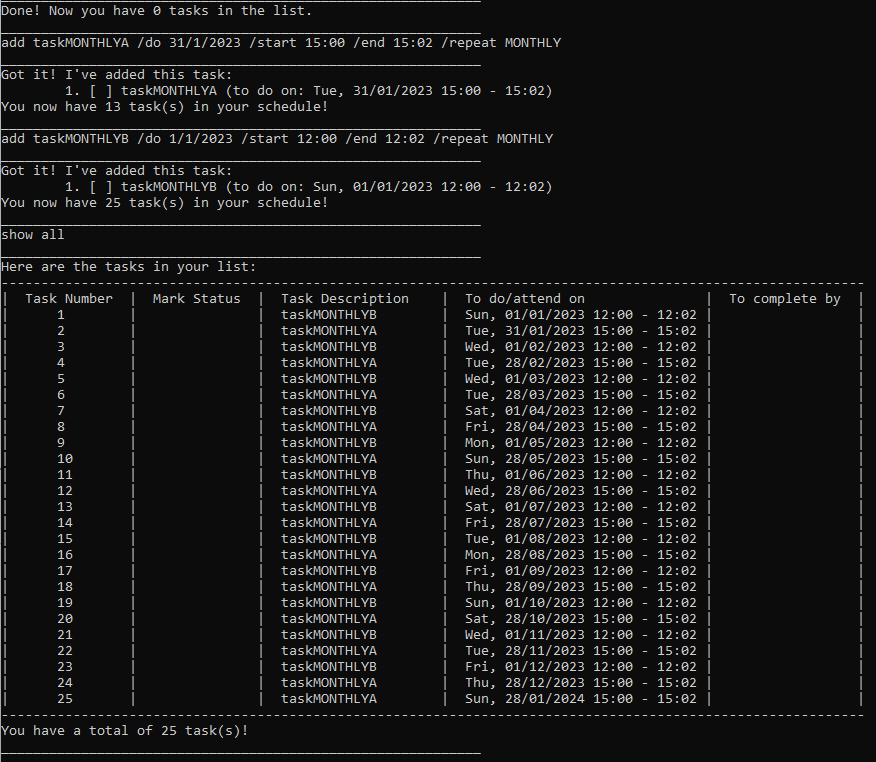 Done! Now you have 0 tasks in the list.
____________________________________________________________
add taskMONTHLYA /do 31/1/2023 /start 15:00 /end 15:02 /repeat MONTHLY
____________________________________________________________
Got it! I've added this task:
1. [ ] taskMONTHLYA (to do on: Tue, 31/01/2023 15:00 - 15:02)
You now have 13 task(s) in your schedule!
____________________________________________________________
add taskMONTHLYB /do 1/1/2023 /start 12:00 /end 12:02 /repeat MONTHLY
____________________________________________________________
Got it! I've added this task:
1. [ ] taskMONTHLYB (to do on: Sun, 01/01/2023 12:00 - 12:02)
You now have 25 task(s) in your schedule!
____________________________________________________________
show all
____________________________________________________________
Here are the tasks in your list:
------------------------------------------------------------------------------------------------------------
| Task Number | Mark Status | Task Description | To do/attend on | To complete by |
| 1 | | taskMONTHLYB | Sun, 01/01/2023 12:00 - 12:02 | |
| 2 | | taskMONTHLYA | Tue, 31/01/2023 15:00 - 15:02 | |
| 3 | | taskMONTHLYB | Wed, 01/02/2023 12:00 - 12:02 | |
| 4 | | taskMONTHLYA | Tue, 28/02/2023 15:00 - 15:02 | |
| 5 | | taskMONTHLYB | Wed, 01/03/2023 12:00 - 12:02 | |
| 6 | | taskMONTHLYA | Tue, 28/03/2023 15:00 - 15:02 | |
| 7 | | taskMONTHLYB | Sat, 01/04/2023 12:00 - 12:02 | |
| 8 | | taskMONTHLYA | Fri, 28/04/2023 15:00 - 15:02 | |
| 9 | | taskMONTHLYB | Mon, 01/05/2023 12:00 - 12:02 | |
| 10 | | taskMONTHLYA | Sun, 28/05/2023 15:00 - 15:02 | |
| 11 | | taskMONTHLYB | Thu, 01/06/2023 12:00 - 12:02 | |
| 12 | | taskMONTHLYA | Wed, 28/06/2023 15:00 - 15:02 | |
| 13 | | taskMONTHLYB | Sat, 01/07/2023 12:00 - 12:02 | |
| 14 | | taskMONTHLYA | Fri, 28/07/2023 15:00 - 15:02 | |
| 15 | | taskMONTHLYB | Tue, 01/08/2023 12:00 - 12:02 | |
| 16 | | taskMONTHLYA | Mon, 28/08/2023 15:00 - 15:02 | |
| 17 | | taskMONTHLYB | Fri, 01/09/2023 12:00 - 12:02 | |
| 18 | | taskMONTHLYA | Thu, 28/09/2023 15:00 - 15:02 | |
| 19 | | taskMONTHLYB | Sun, 01/10/2023 12:00 - 12:02 | |
| 20 | | taskMONTHLYA | Sat, 28/10/2023 15:00 - 15:02 | |
| 21 | | taskMONTHLYB | Wed, 01/11/2023 12:00 - 12:02 | |
| 22 | | taskMONTHLYA | Tue, 28/11/2023 15:00 - 15:02 | |
| 23 | | taskMONTHLYB | Fri, 01/12/2023 12:00 - 12:02 | |
| 24 | | taskMONTHLYA | Thu, 28/12/2023 15:00 - 15:02 | |
| 25 | | taskMONTHLYA | Sun, 28/01/2024 15:00 - 15:02 | |
------------------------------------------------------------------------------------------------------------
You have a total of 25 task(s)!
____________________________________________________________